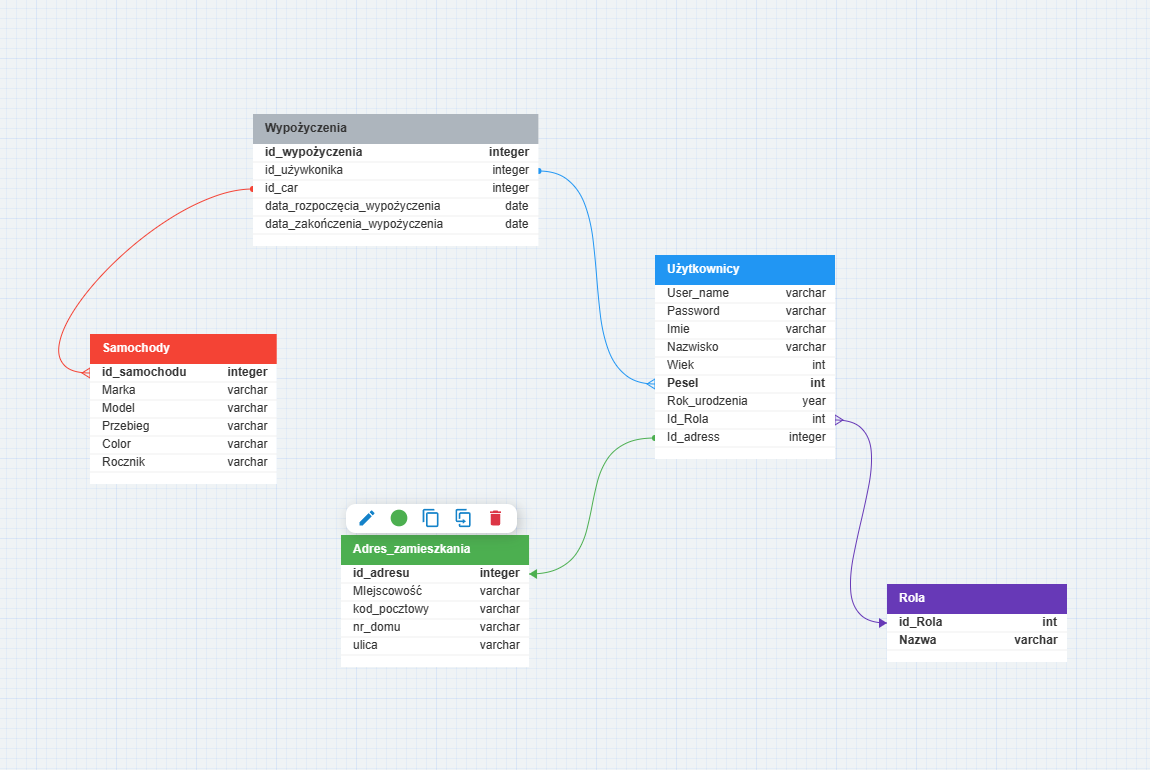 Wypożyczenia
id_wypożyczenia integer
id_używkonika integer
id_car integer
data_rozpoczęcia_wypożyczenia date
data_zakończenia_wypożyczenia date
Użytkownicy
User_name varchar
Password varchar
Imie varchar
Nazwisko varchar
Wiek int
Pesel int
Rok_urodzenia year
Id_Rola int
Id_adress integer
Samochody
id_samochodu integer
Marka varchar
Model varchar
Przebieg varchar
Color varchar
Rocznik varchar
Adres_zamieszkania
id_adresu integer
MIejscowość varchar
kod_pocztowy varchar
nr_domu varchar
ulica varchar
Rola
id_Rola int
Nazwa varchar